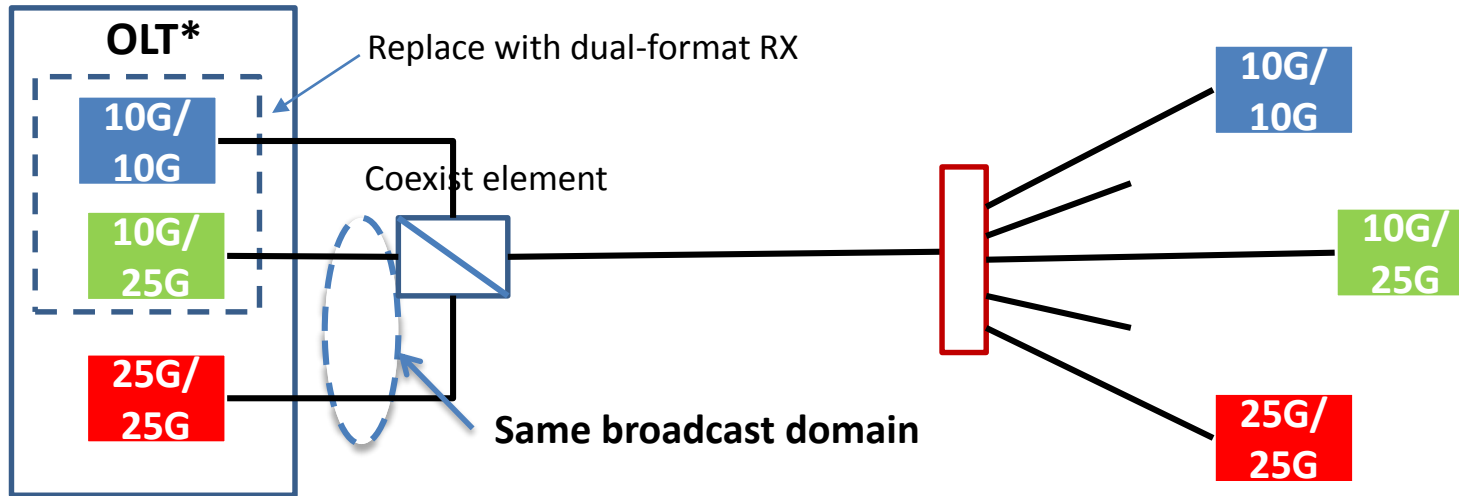 OLT*
Replace with dual-format RX
10G/
10G
10G/
10G
Coexist element
10G/
25G
10G/
25G
25G/
25G
Same broadcast domain
25G/
25G